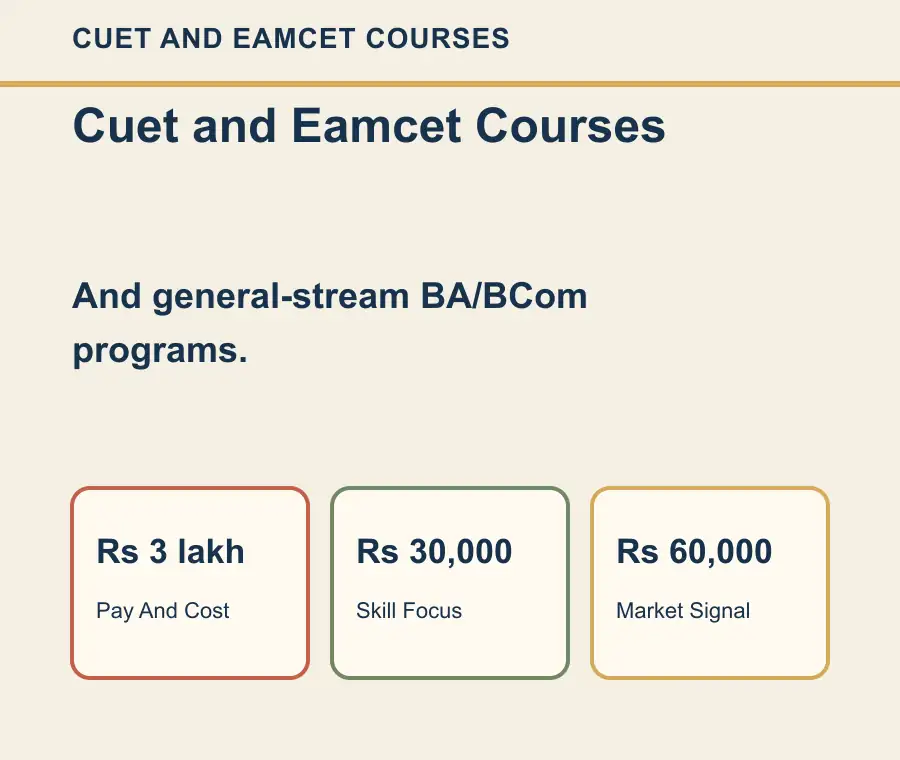 CUET AND EAMCET COURSES
Cuet and Eamcet Courses
And general-stream BA/BCom
programs.
Rs 3 lakh
Pay And Cost
Rs 30,000
Skill Focus
Rs 60,000
Market Signal